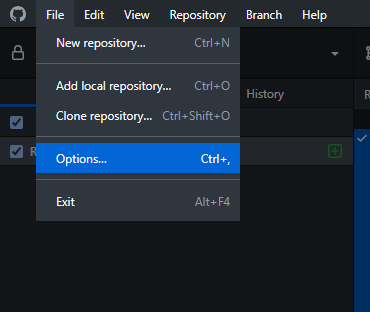 File Edit View Repository Branch Help
New repository... Ctrl+N
Add local repository... Ctrl+O
Clone repository... Ctrl+Shift+O
History
Options... Ctrl+,
Exit Alt+F4